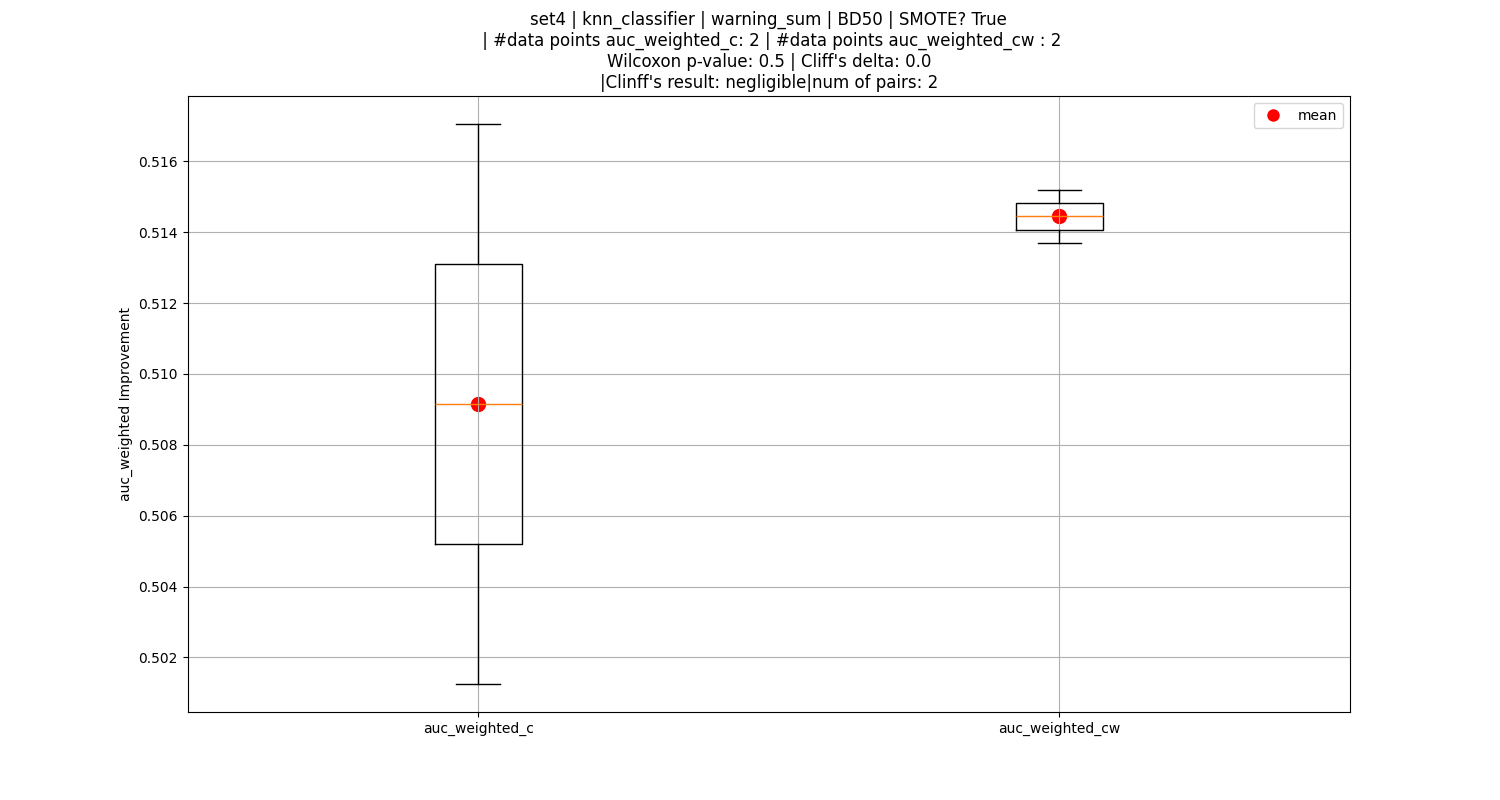 set4 | knn_classifier | warning_sum | BD50 | SMOTE? True
| #data points auc_weighted_c: 2 | #data points auc_weighted_cw : 2
Wilcoxon p-value: 0.5 | Cliff's delta: 0.0
|Clinff's result: negligible|num of pairs: 2
mean
0.516
0.514
0.512
0.510
0.508
0.506
0.504
0.502
auc_weighted Improvement
auc_weighted_c
auc_weighted_cw